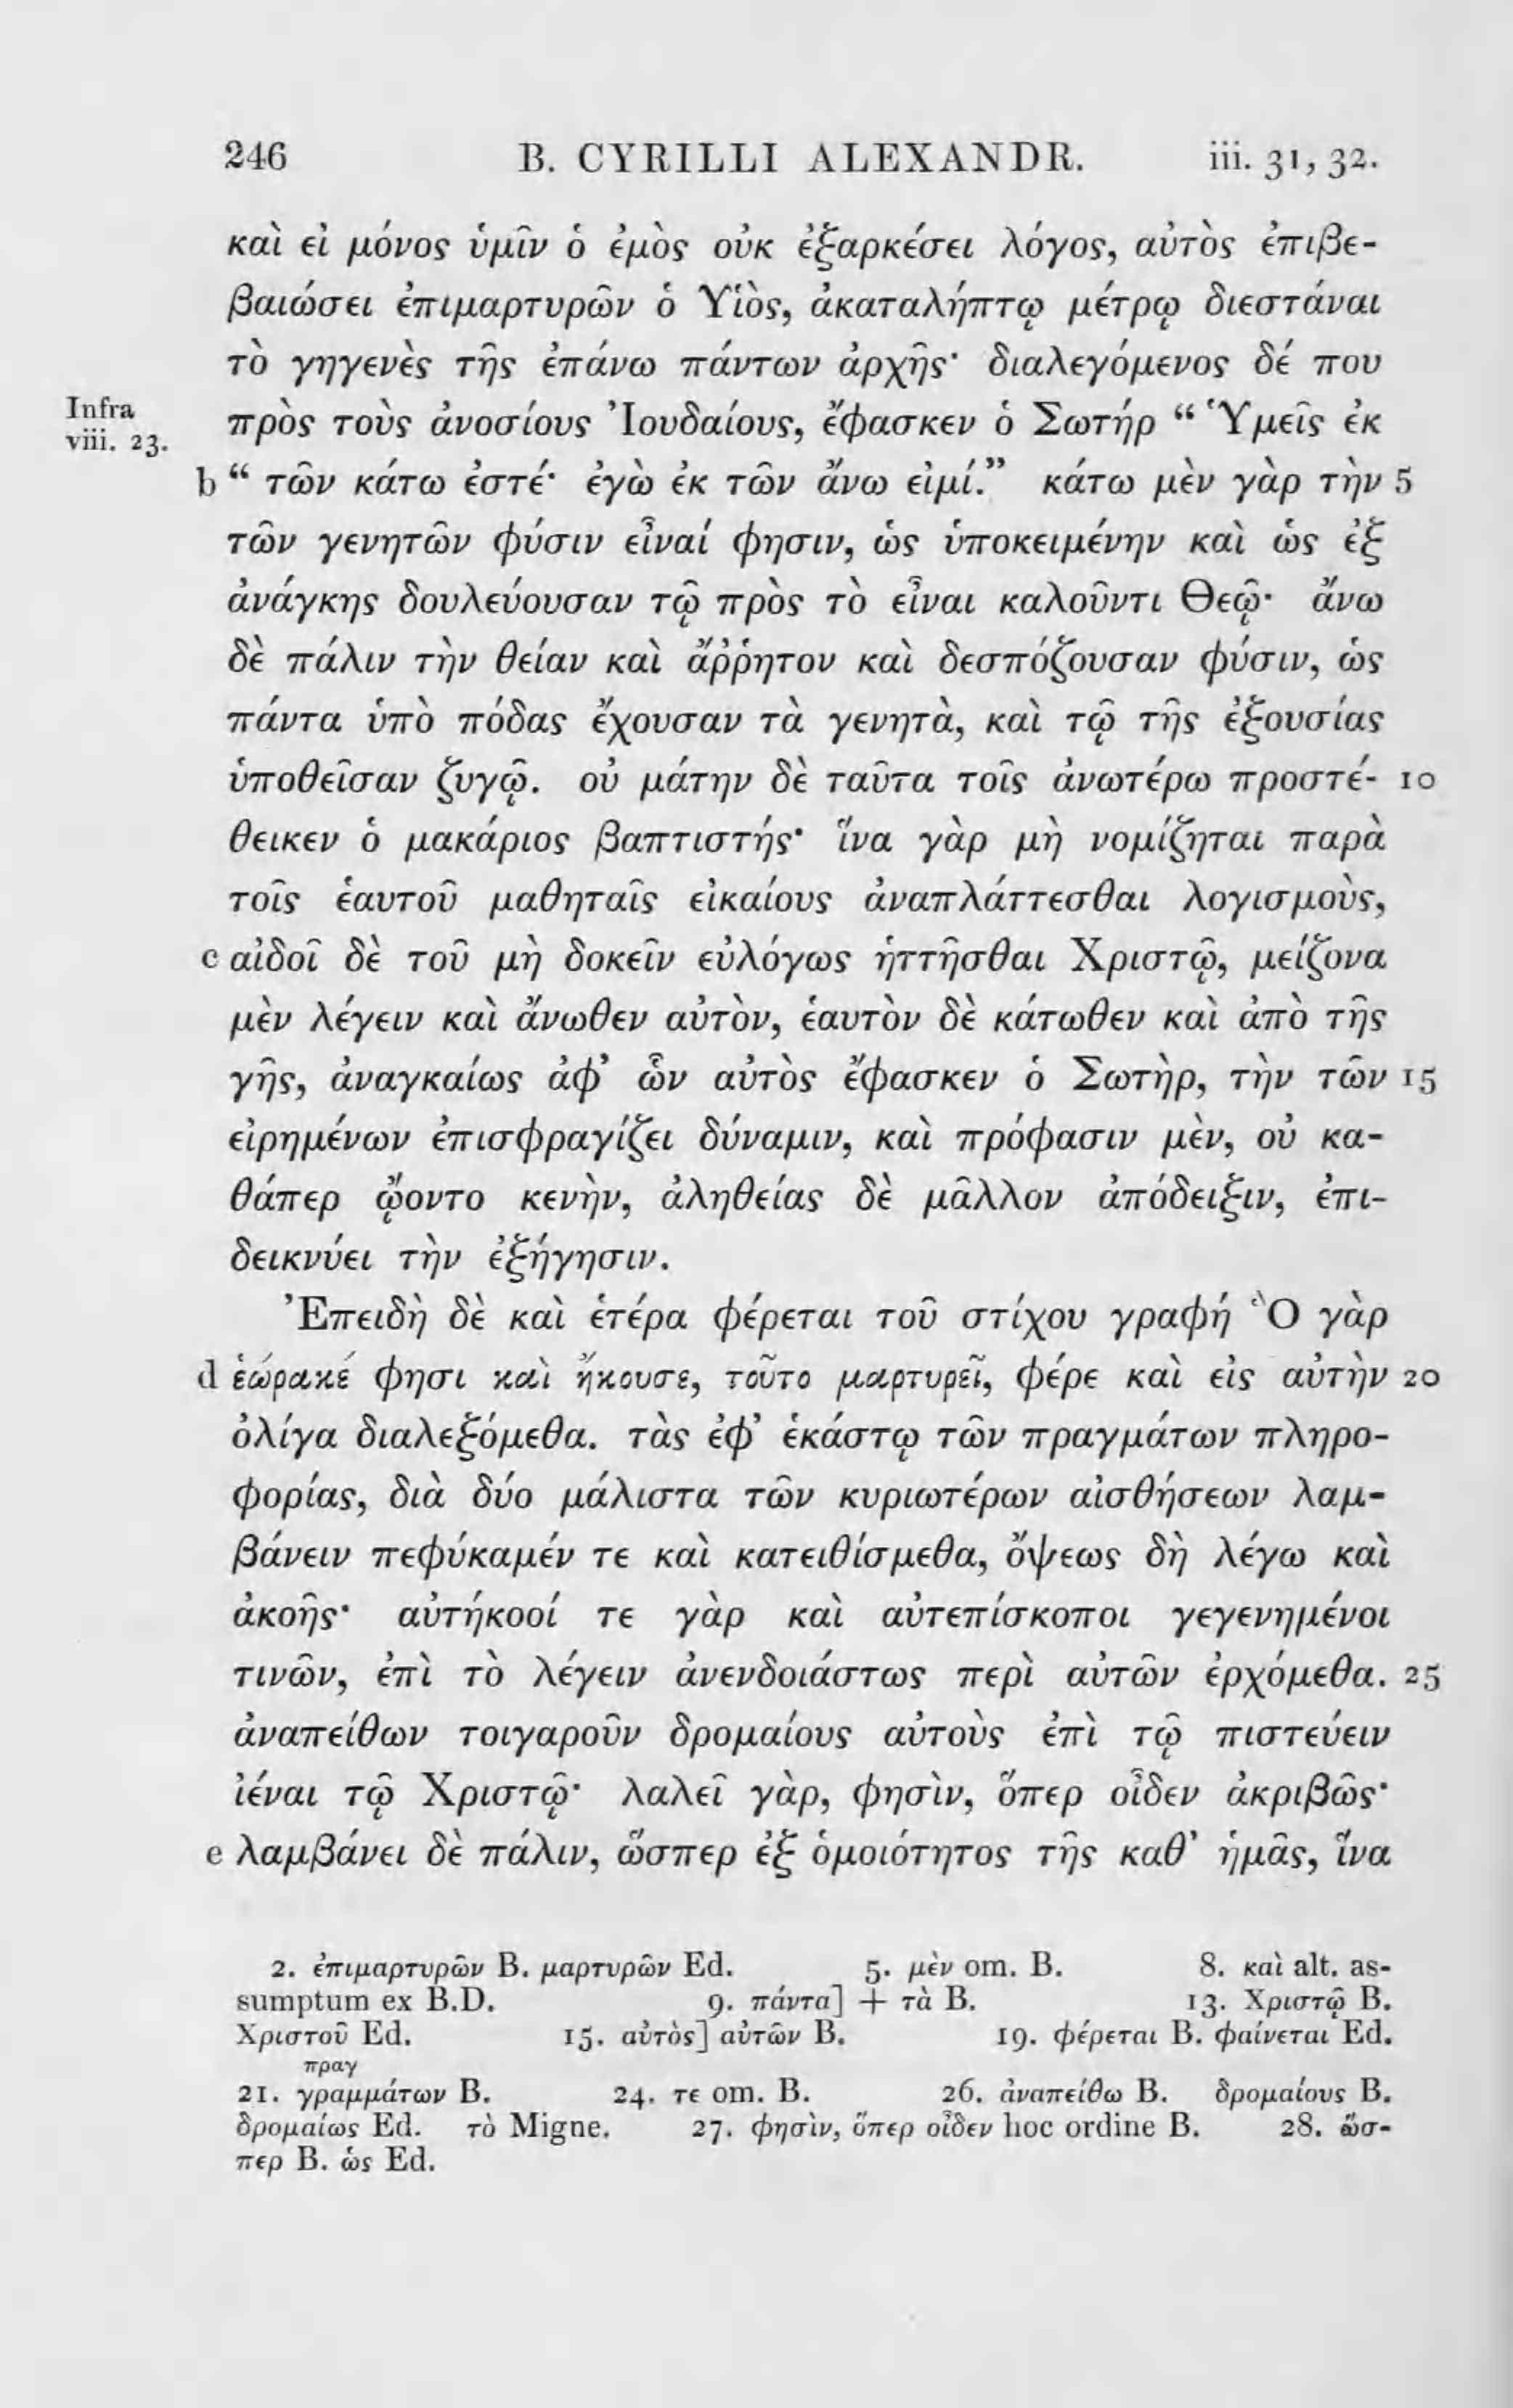 246 B. CYRILLI ALEXANDR. iii. 31, 32.
καὶ εἰ μόνος ὑμῖν ὁ ἐμὸς οὐκ ἐξαρκέσει λόγος, αὐτὸς ἐπιβε-
βαιώσει ἐπιμαρτυρῶν ὁ Υἱὸς, ἀκαταλήπτῳ μέτρῳ διεστάναι
τὸ γηγενὲς τῆς ἐπάνω πάντων ἀρχῆς· διαλεγόμενος δέ που
Infra
viii. 23.
πρὸς τοὺς ἀνοσίους Ἰουδαίους, ἔφασκεν ὁ Σωτήρ “ Ὑμεῖς ἐκ
b “ τῶν κάτω ἐστέ· ἐγὼ ἐκ τῶν ἄνω εἰμί.” κάτω μὲν γὰρ τὴν 5
τῶν γενητῶν φύσιν εἶναί φησιν, ὡς ὑποκειμένην καὶ ὡς ἐξ
ἀνάγκης δουλεύουσαν τῷ πρὸς τὸ εἶναι καλοῦντι Θεῷ· ἄνω
δὲ πάλιν τὴν θείαν καὶ ἄῤῥητον καὶ δεσπόζουσαν φύσιν, ὡς
πάντα ὑπὸ πόδας ἔχουσαν τὰ γενητὰ, καὶ τῷ τῆς ἐξουσίας
ὑποθεῖσαν ζυγῷ. οὐ μάτην δὲ ταῦτα τοῖς ἀνωτέρω προστέ- 10
θεικεν ὁ μακάριος βαπτιστής· ἵνα γὰρ μὴ νομίζηται παρὰ
τοῖς ἑαυτοῦ μαθηταῖς εἰκαίους ἀναπλάττεσθαι λογισμοὺς,
c αἰδοῖ δὲ τοῦ μὴ δοκεῖν εὐλόγως ἡττῆσθαι Χριστῷ, μείζονα
μὲν λέγειν καὶ ἄνωθεν αὐτὸν, ἑαυτὸν δὲ κάτωθεν καὶ ἀπὸ τῆς
γῆς, ἀναγκαίως ἀφ’ ὧν αὐτὸς ἔφασκεν ὁ Σωτὴρ, τὴν τῶν 15
εἰρημένων ἐπισφραγίζει δύναμιν, καὶ πρόφασιν μὲν, οὐ κα-
θάπερ ᾤοντο κενὴν, ἀληθείας δὲ μᾶλλον ἀπόδειξιν, ἐπι-
δεικνύει τὴν ἐξήγησιν.
Ἐπειδὴ δὲ καὶ ἑτέρα φέρεται τοῦ στίχου γραφή Ὃ γὰρ
d ἑώρακέ φησι καὶ ἤκουσε, τοῦτο μαρτυρεῖ, φέρε καὶ εἰς αὐτὴν 20
ὀλίγα διαλεξόμεθα. τὰς ἐφ’ ἑκάστῳ τῶν πραγμάτων πληρο-
φορίας, διὰ δύο μάλιστα τῶν κυριωτέρων αἰσθήσεων λαμ-
βάνειν πεφύκαμέν τε καὶ κατειθίσμεθα, ὄψεως δὴ λέγω καὶ
ἀκοῆς· αὐτήκοοί τε γὰρ καὶ αὐτεπίσκοποι γεγενημένοι
τινῶν, ἐπὶ τὸ λέγειν ἀνενδοιάστως περὶ αὐτῶν ἐρχόμεθα. 25
ἀναπείθων τοιγαροῦν δρομαίους αὐτοὺς ἐπὶ τῷ πιστεύειν
ἰέναι τῷ Χριστῷ· λαλεῖ γὰρ, φησὶν, ὅπερ οἶδεν ἀκριβῶς·
e λαμβάνει δὲ πάλιν, ὥσπερ ἐξ ὁμοιότητος τῆς καθ’ ἡμᾶς, ἵνα
2. ἐπιμαρτυρῶν B. μαρτυρῶν Ed. 5. μὲν om. B. 8. καὶ alt. as-
sumptum ex B.D. 9. πάντα] + τὰ B. 13. Χριστῷ B.
Χριστοῦ Ed. 15. αὐτὸς] αὐτῶν B. 19. φέρεται B. φαίνεται Ed.
πραγ
21. γραμμάτων B. 24. τε om. B. 26. ἀναπείθω B. δρομαίους B.
δρομαίως Ed. τὸ Migne. 27. φησὶν, ὅπερ οἶδεν hoc ordine B. 28. ὥσ-
περ B. ὡς Ed.